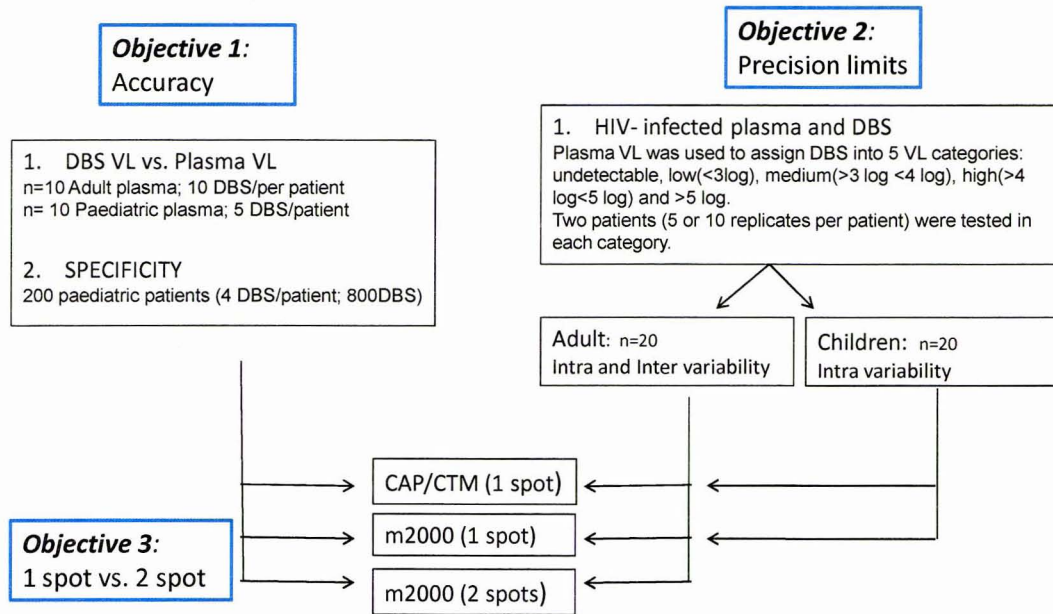 Objective 1:
Accuracy
Objective 2:
Precision limits
1. DBS VL vs. Plasma VL
n=10 Adult plasma; 10 DBS/per patient
n= 10 Paediatric plasma; 5 DBS/patient
2. SPECIFICITY
200 paediatric patients (4 DBS/patient; 800DBS)
1. HIV- infected plasma and DBS
Plasma VL was used to assign DBS into 5 VL categories:
undetectable, low(<3log), medium(>3 log <4 log), high(>4
log<5 log) and >5 log.
Two patients (5 or 10 replicates per patient) were tested in
each category.
Adult: n=20
Intra and Inter variability
Children: n=20
Intra variability
CAP/CTM (1 spot)
m2000 (1 spot)
m2000 (2 spots)
Objective 3:
1 spot vs. 2 spot